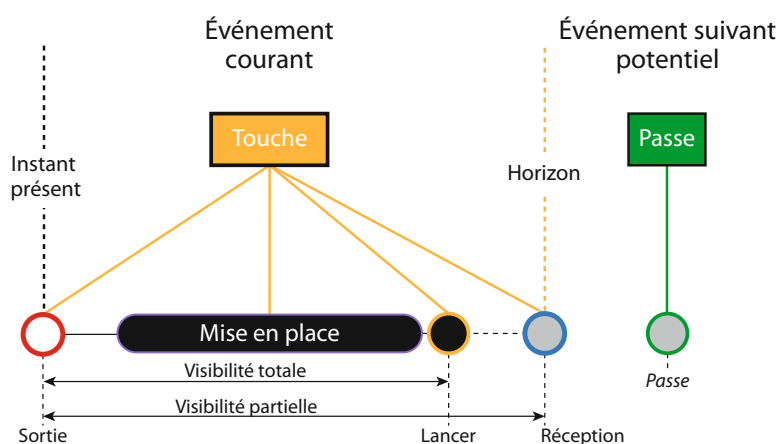 Événement
courant
Événement suivant
potentiel
Touche
Passe
Instant
présent
Horizon
Mise en place
Visibilité totale
Passe
Visibilité partielle
Sortie
Lancer
Réception